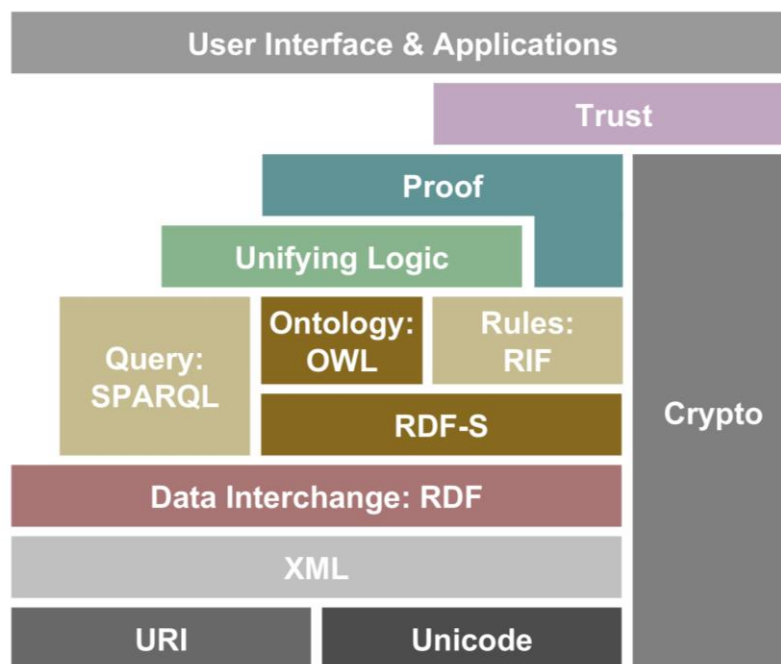 User Interface & Applications
Trust
Proof
Unifying Logic
Query:
SPARQL
Ontology:
OWL
Rules:
RIF
RDF-S
Crypto
Data Interchange: RDF
XML
URI
Unicode